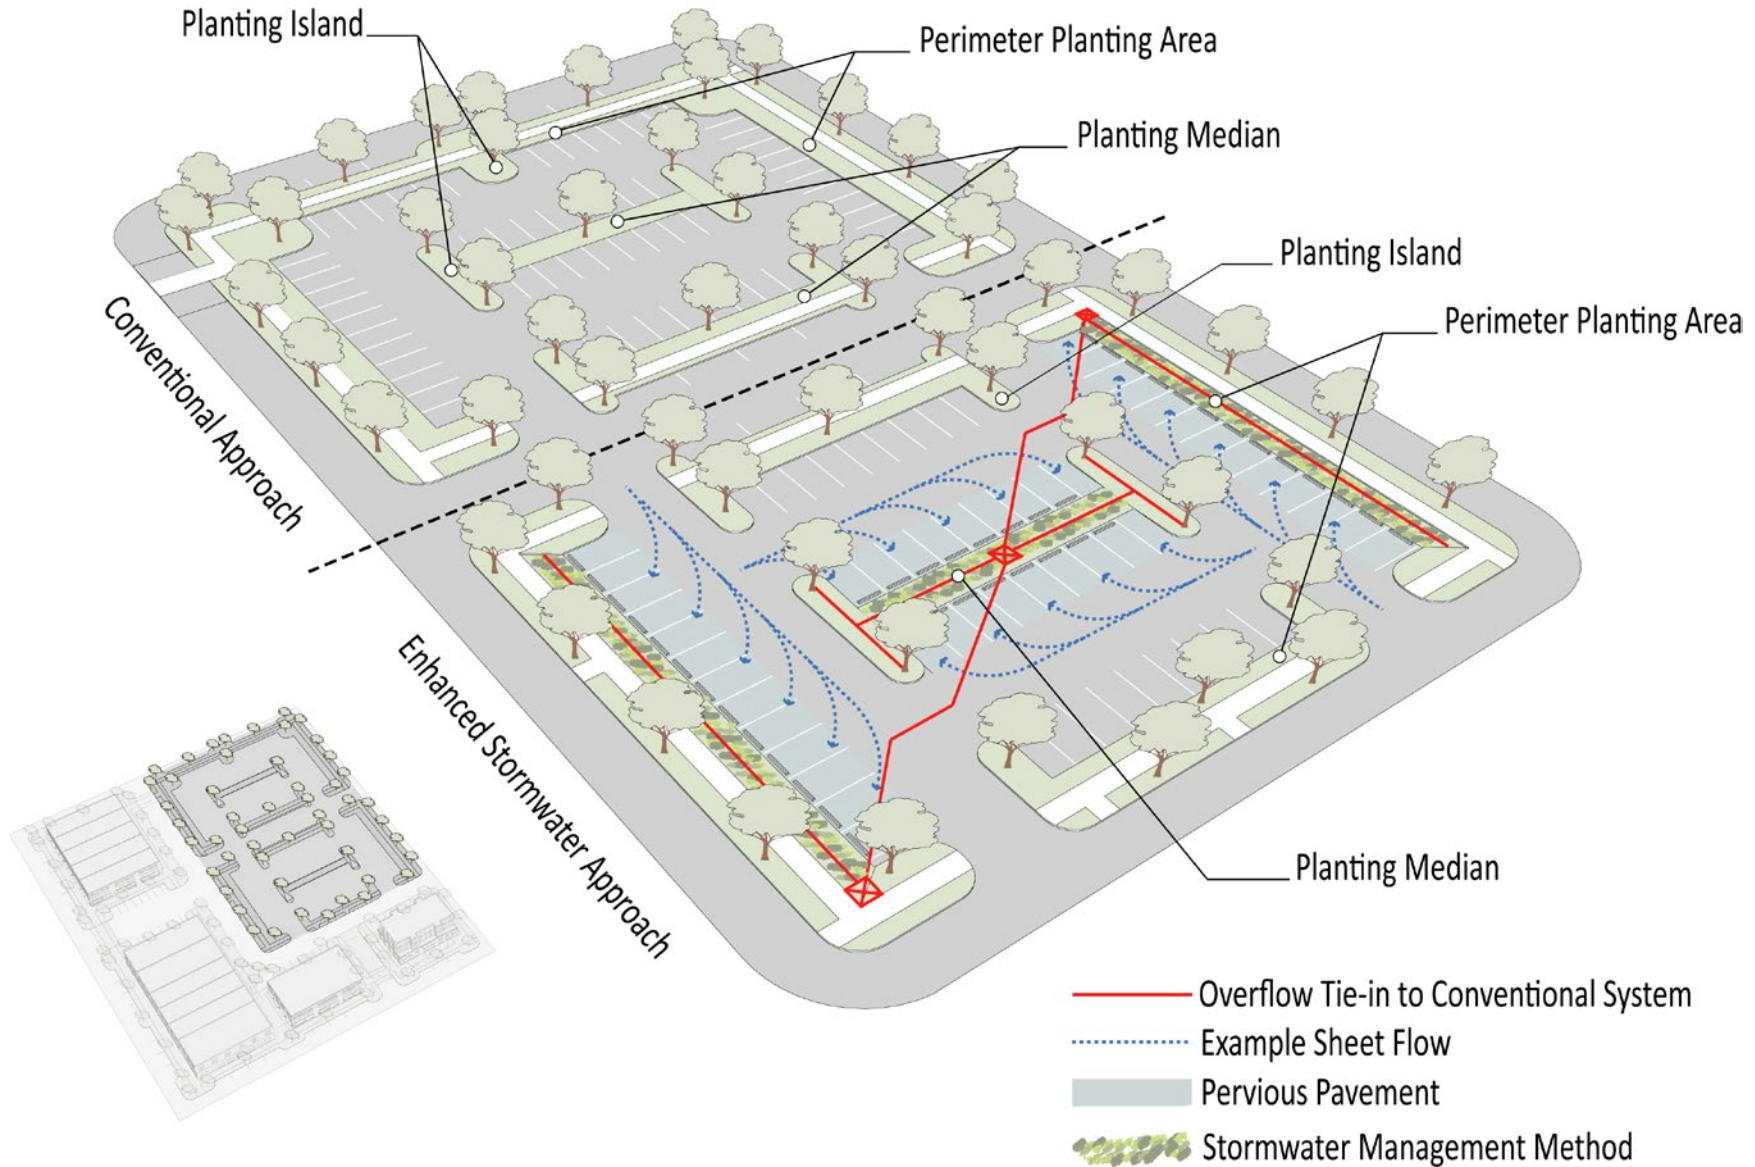 Planting Island
Perimeter Planting Area
Planting Median
Planting Island
Perimeter Planting Area
Conventional Approach
Enhanced Stormwater Approach
Planting Median
Overflow Tie-in to Conventional System
Example Sheet Flow
Pervious Pavement
Stormwater Management Method